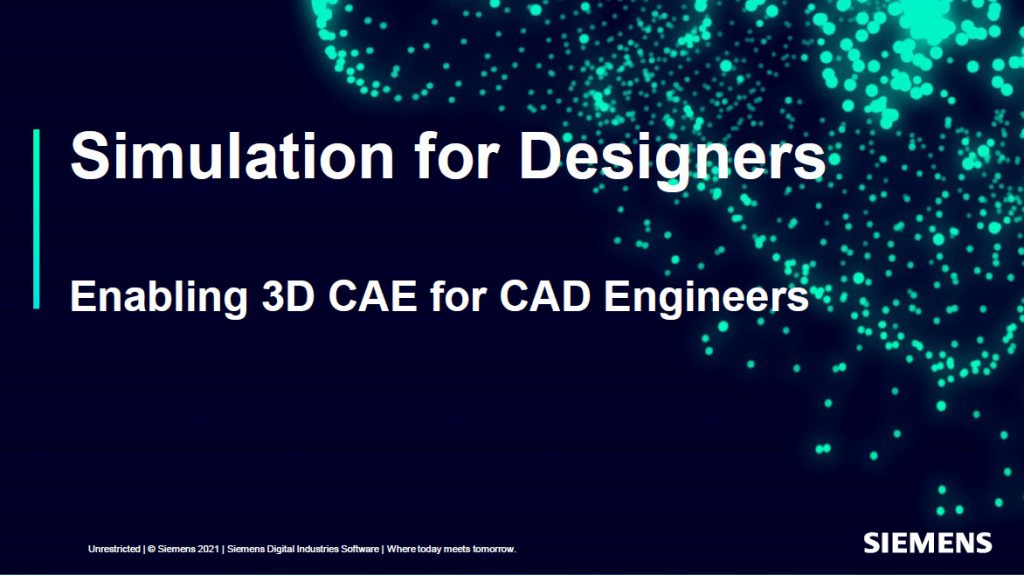 Simulation for Designers
Enabling 3D CAE for CAD Engineers
Unrestricted | © Siemens 2021 | Siemens Digital Industries Software | Where today meets tomorrow.
SIEMENS